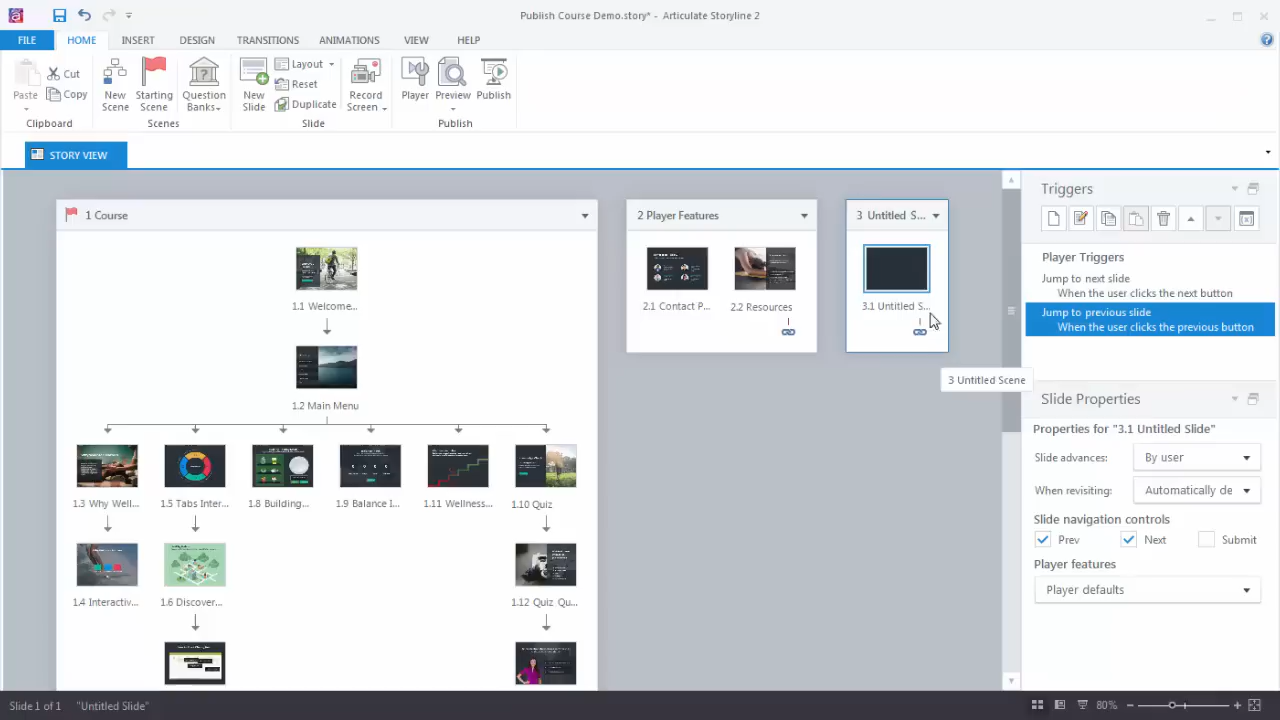 Publish Course Demo.story* - Articulate Storyline 2
FILE
HOME
INSERT
DESIGN
TRANSITIONS
ANIMATIONS
VIEW
HELP
Paste
Cut
Copy
Clipboard
New Scene
Starting Scene
Question Banks
Scenes
New Slide
Layout
Reset
Duplicate
Slide
Record Screen
Player
Preview
Publish
Publish
STORY VIEW
1 Course
1.1 Welcome...
1.2 Main Menu
1.3 Why Well...
1.5 Tabs Inter...
1.8 Building...
1.9 Balance I...
1.11 Wellness...
1.10 Quiz
1.4 Interactiv...
1.6 Discover...
1.12 Quiz Qu...
2 Player Features
2.1 Contact P...
2.2 Resources
3 Untitled S...
3.1 Untitled S...
3 Untitled Scene
Triggers
Player Triggers
Jump to next slide
When the user clicks the next button
Jump to previous slide
When the user clicks the previous button
Slide Properties
Properties for "3.1 Untitled Slide"
Slide advances:
By user
When revisiting:
Automatically de
Slide navigation controls
Prev
Next
Submit
Player features
Player defaults
Slide 1 of 1
"Untitled Slide"
80%